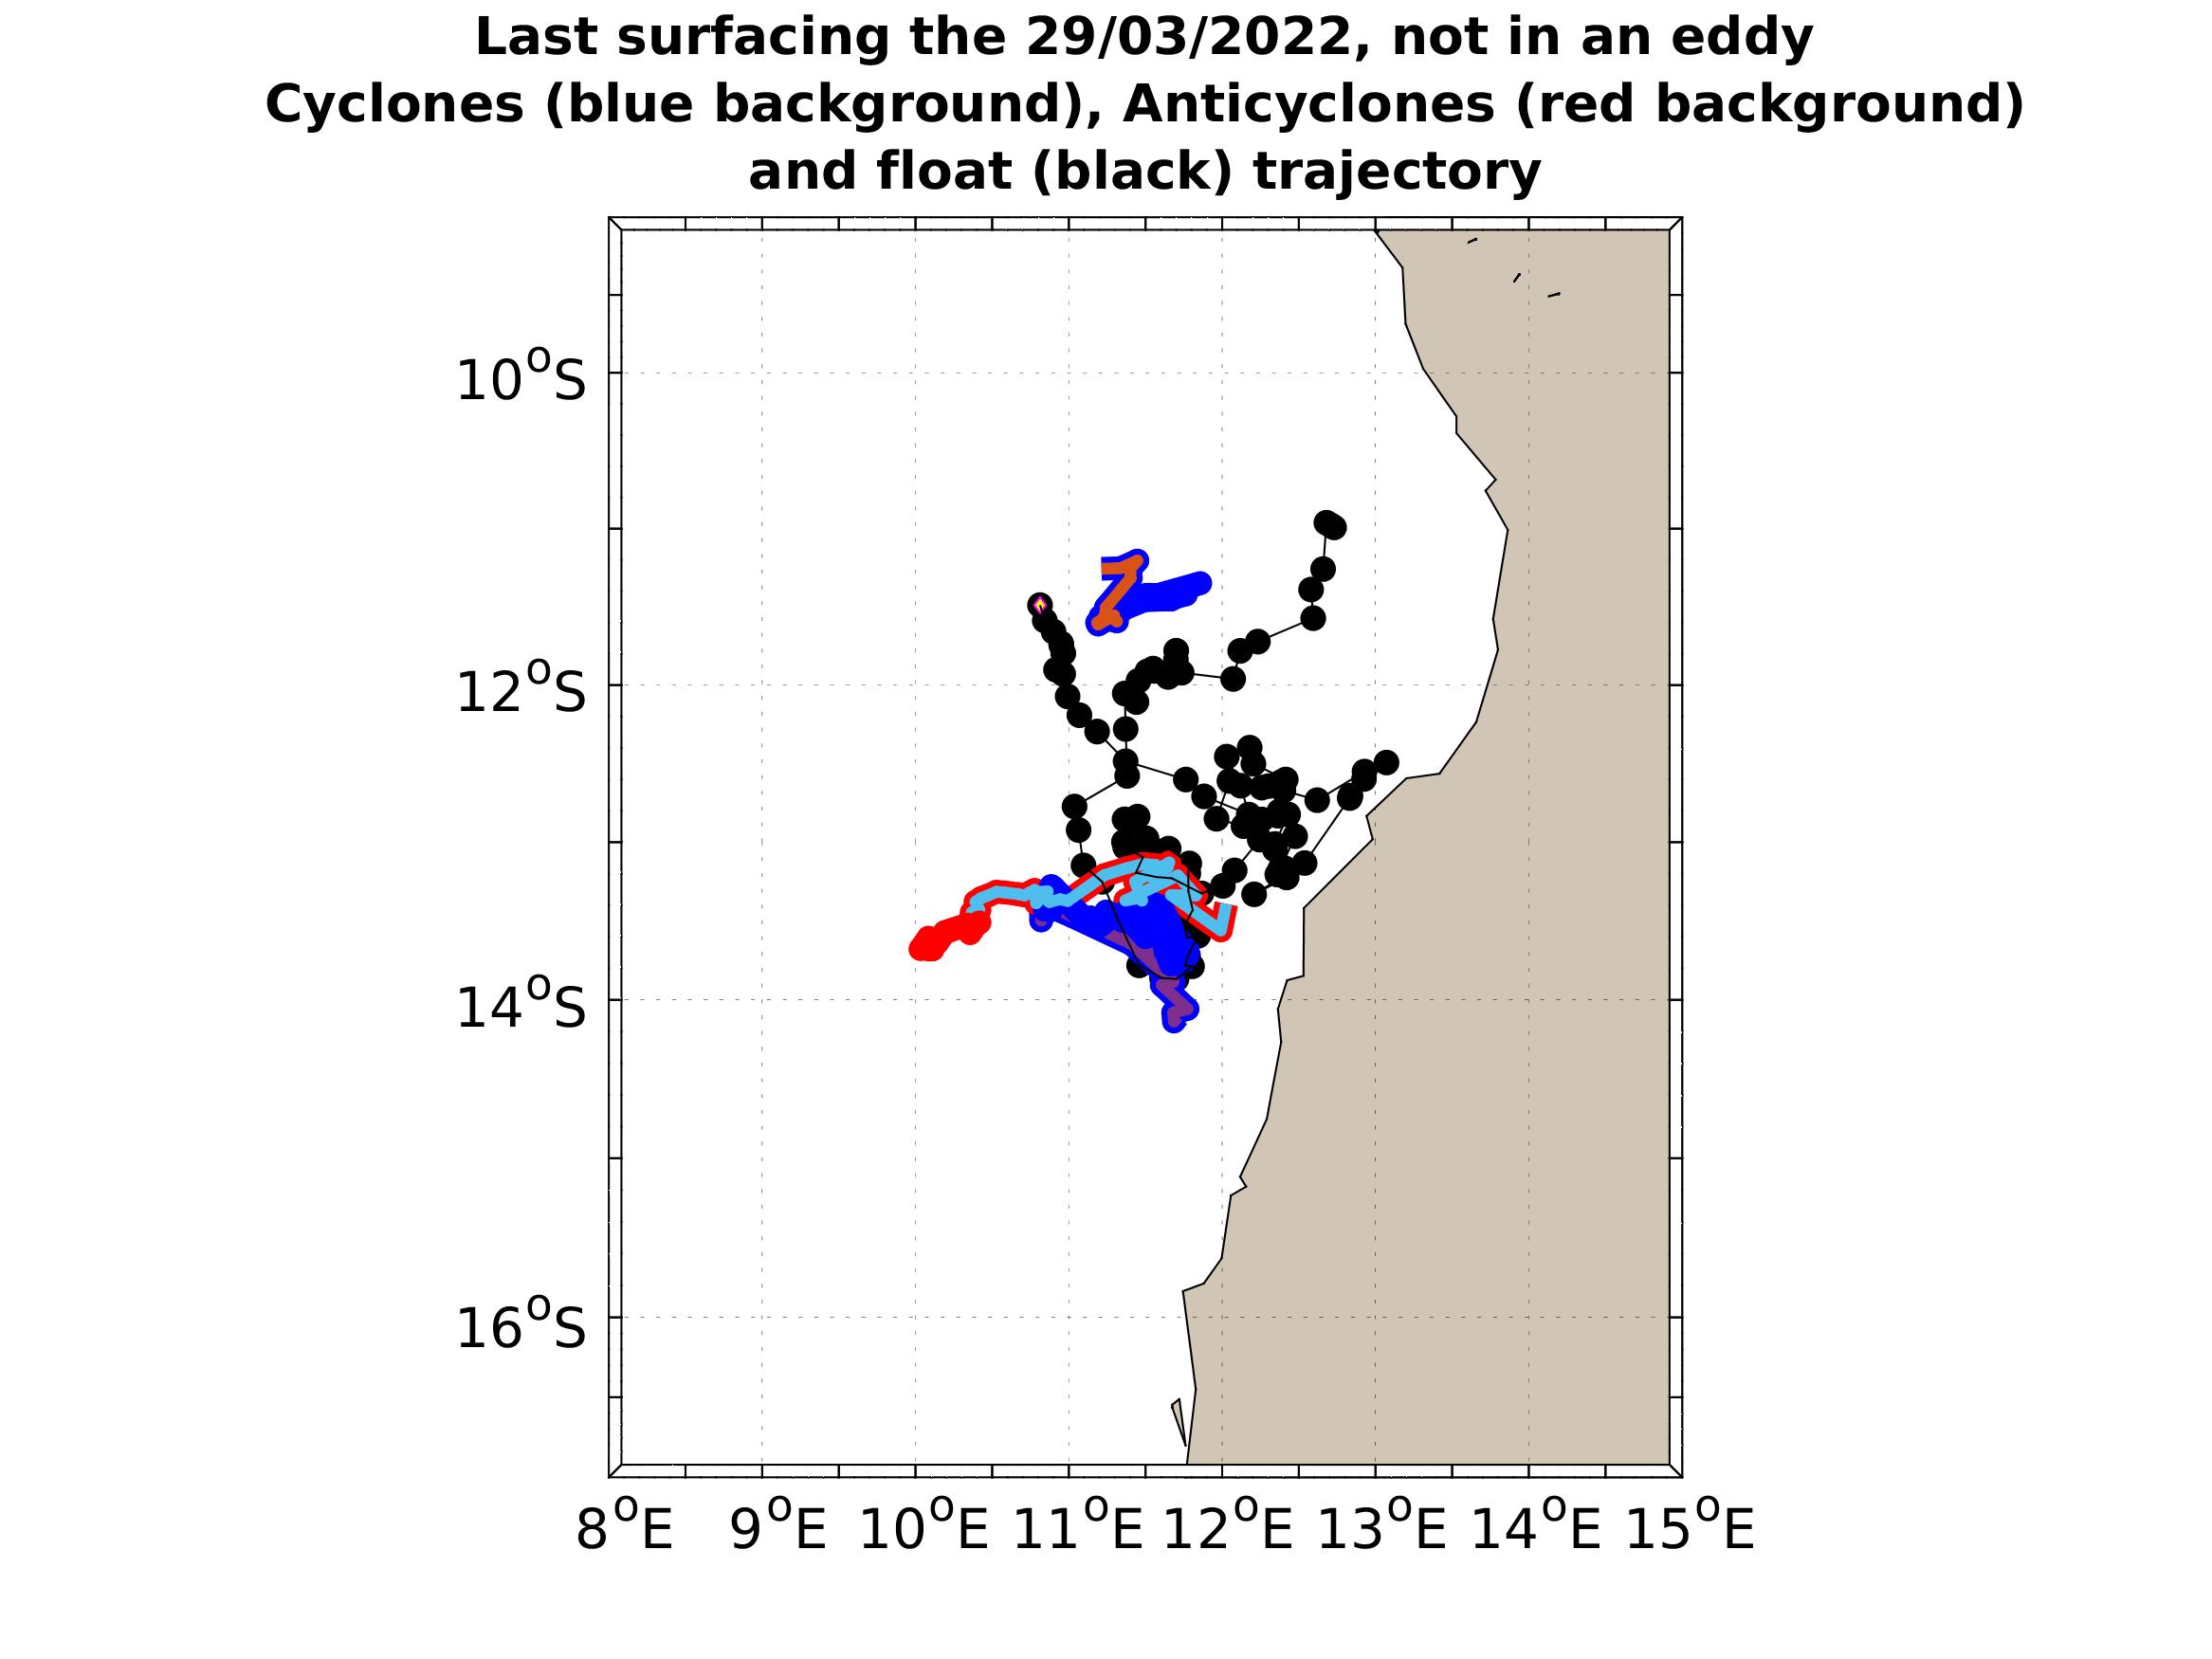 Last surfacing the 29/03/2022, not in an eddy
Cyclones (blue background), Anticyclones (red background)
and float (black) trajectory
10°S
12°S
14°S
16°S
8°E 9°E 10°E 11°E 12°E 13°E 14°E 15°E